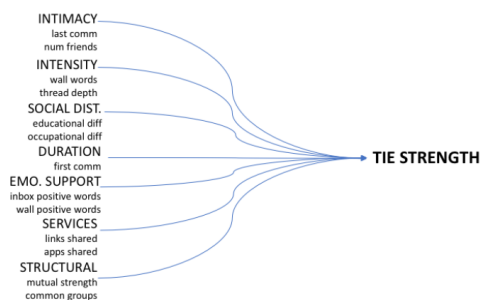 INTIMACY
last comm
num friends
INTENSITY
wall words
thread depth
SOCIAL DIST.
educational diff
occupational diff
DURATION
first comm
EMO. SUPPORT
inbox positive words
wall positive words
SERVICES
links shared
apps shared
STRUCTURAL
mutual strength
common groups
TIE STRENGTH